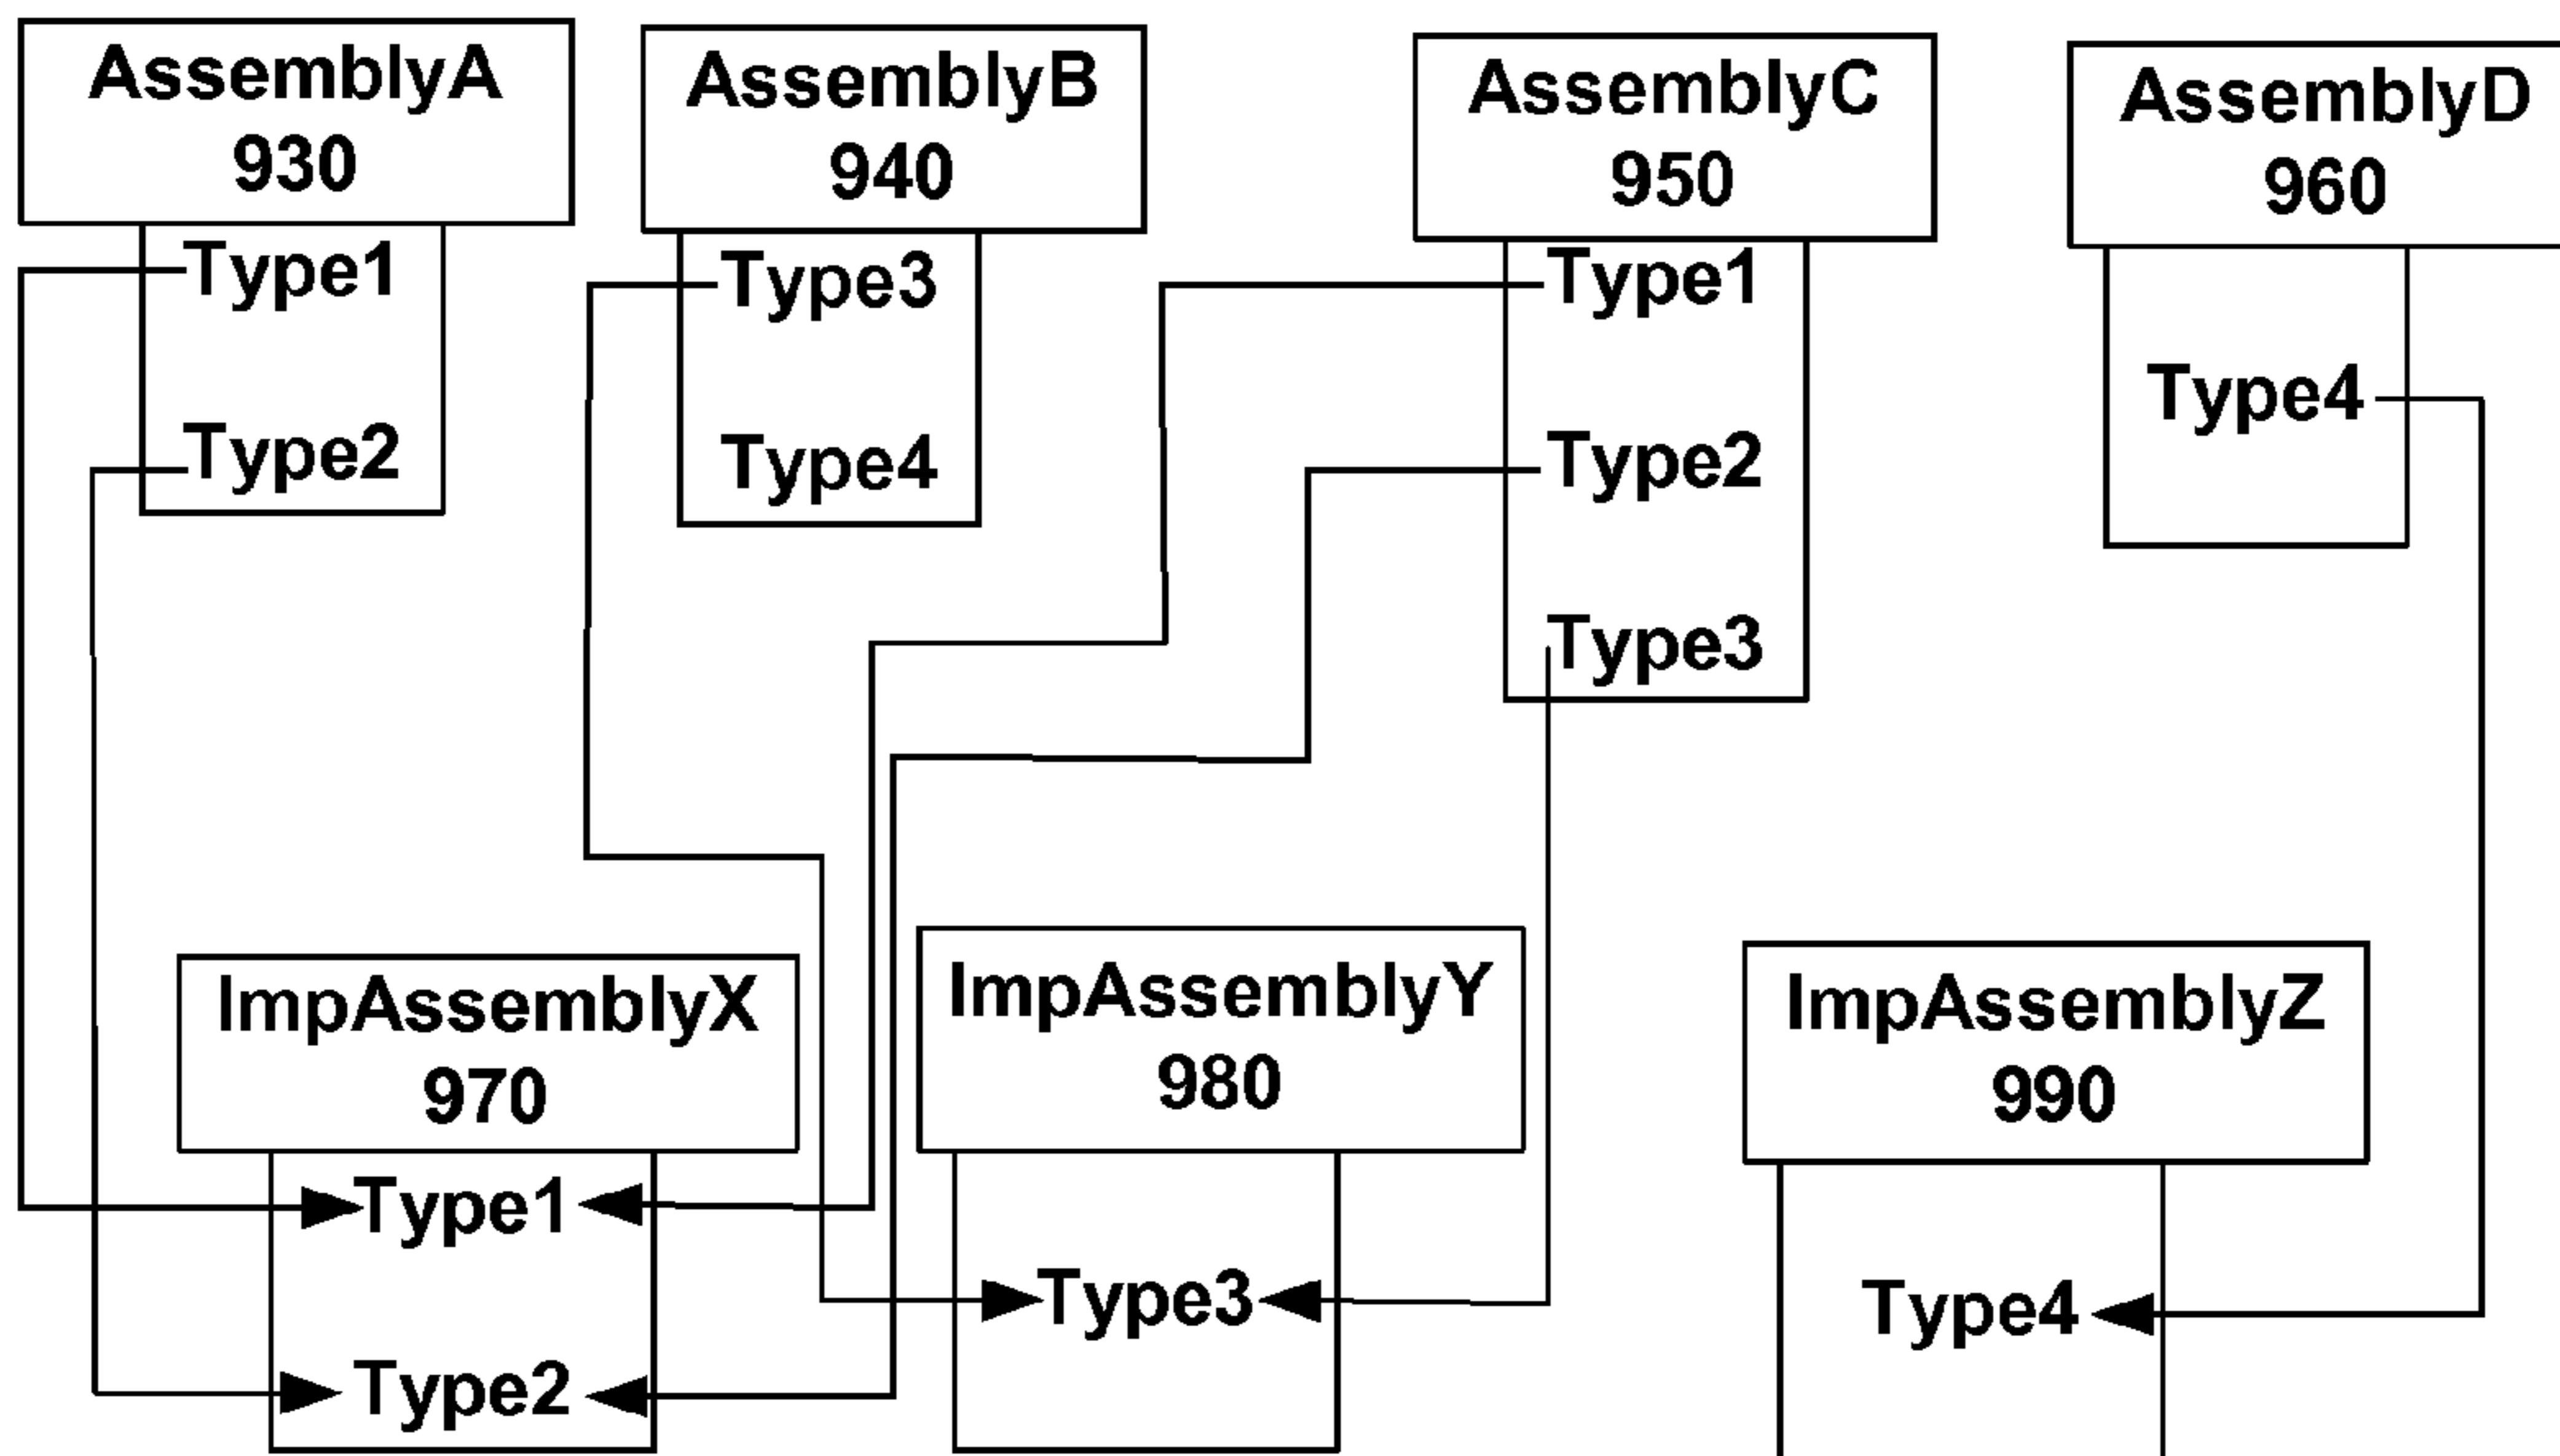 AssemblyA
930
Type1
Type2
AssemblyB
940
Type3
Type4
AssemblyC
950
Type1
Type2
Type3
AssemblyD
960
Type4
ImpAssemblyX
970
Type1
Type2
ImpAssemblyY
980
Type3
ImpAssemblyZ
990
Type4